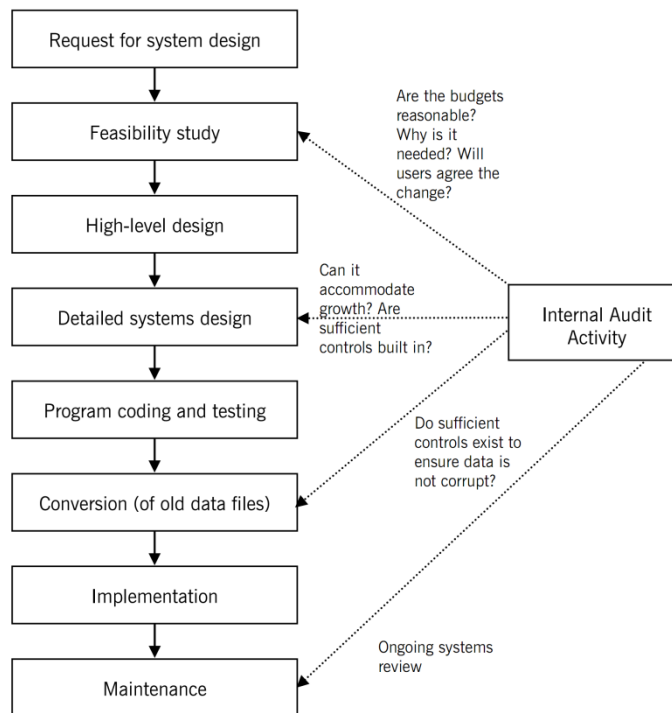 Request for system design
Are the budgets
reasonable?
Why is it
needed? Will
users agree the
change?
Feasibility study
High-level design
Can it
accommodate
growth? Are
sufficient
controls built in?
Detailed systems design
Internal Audit
Activity
Program coding and testing
Do sufficient
controls exist to
ensure data is
not corrupt?
Conversion (of old data files)
Implementation
Ongoing systems
review
Maintenance